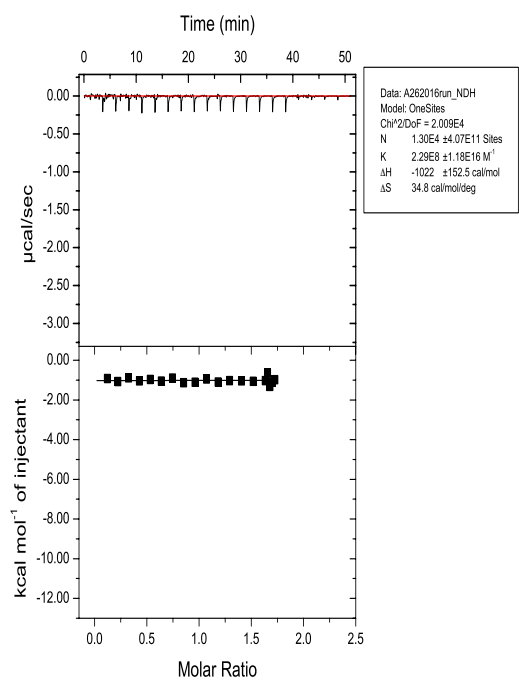 Time (min)
0 10 20 30 40 50
0.00
-0.50
-1.00
-1.50
-2.00
-2.50
-3.00
µcal/sec
Data: A262016run_NDH
Model: OneSites
Chi^2/DoF = 2.009E4
N 1.30E4 ±4.07E11 Sites
K 2.29E8 ±1.18E16 M⁻¹
ΔH -1022 ±152.5 cal/mol
ΔS 34.8 cal/mol/deg
0.00
-2.00
-4.00
-6.00
-8.00
-10.00
-12.00
kcal mol⁻¹ of injectant
0.0 0.5 1.0 1.5 2.0 2.5
Molar Ratio